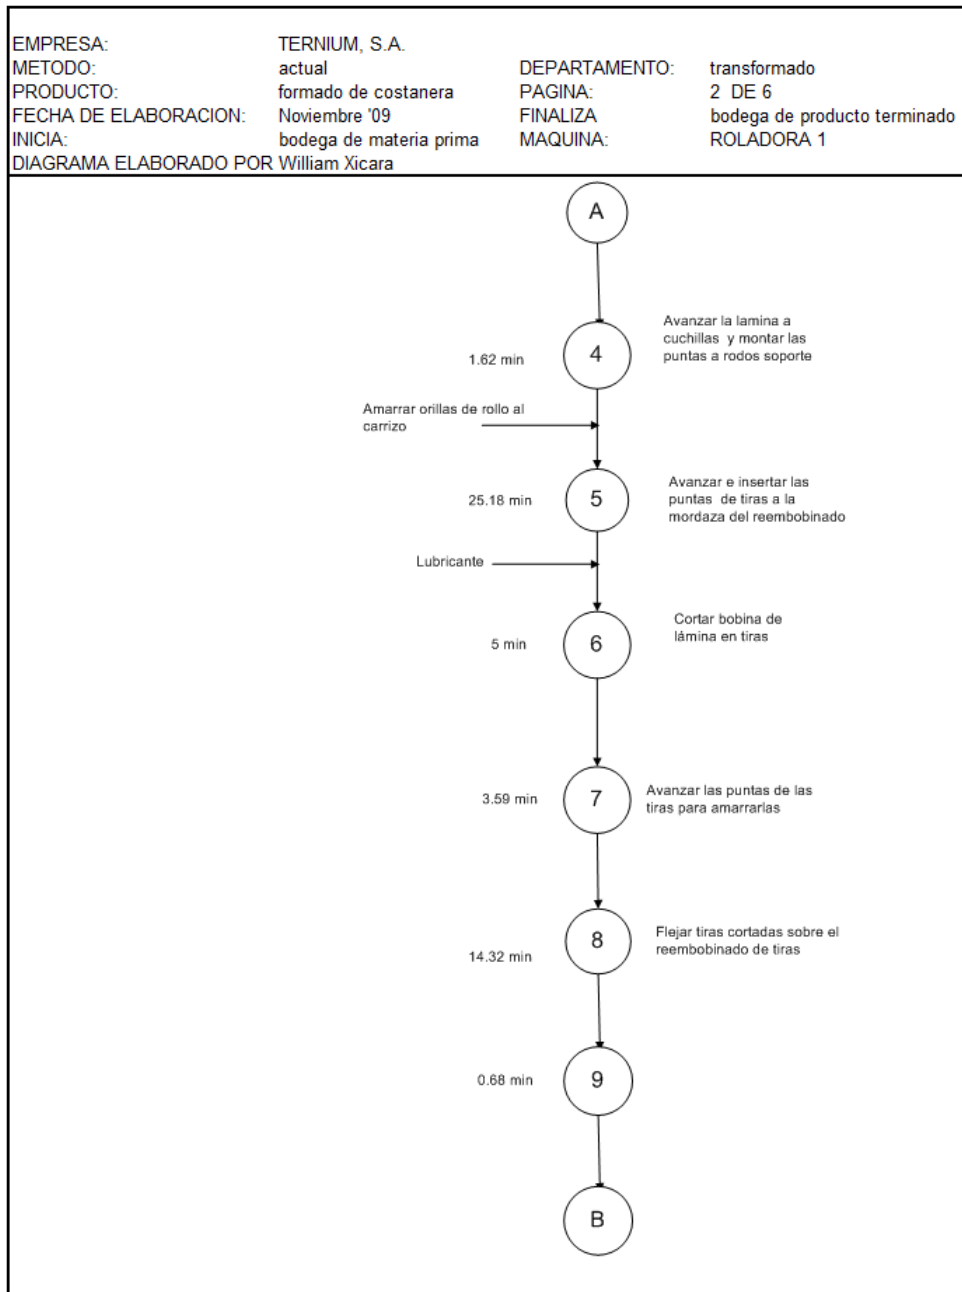 EMPRESA: TERNIUM, S.A.
METODO: actual DEPARTAMENTO: transformado
PRODUCTO: formado de costanera PAGINA: 2 DE 6
FECHA DE ELABORACION: Noviembre '09 FINALIZA bodega de producto terminado
INICIA: bodega de materia prima MAQUINA: ROLADORA 1
DIAGRAMA ELABORADO POR William Xicara
A
Avanzar la lamina a
cuchillas y montar las
puntas a rodos soporte
1.62 min
4
Amarrar orillas de rollo al
carrizo
Avanzar e insertar las
puntas de tiras a la
mordaza del reembobinado
25.18 min
5
Lubricante
Cortar bobina de
lámina en tiras
5 min
6
Avanzar las puntas de las
tiras para amarrarlas
3.59 min
7
Flejar tiras cortadas sobre el
reembobinado de tiras
14.32 min
8
0.68 min
9
B